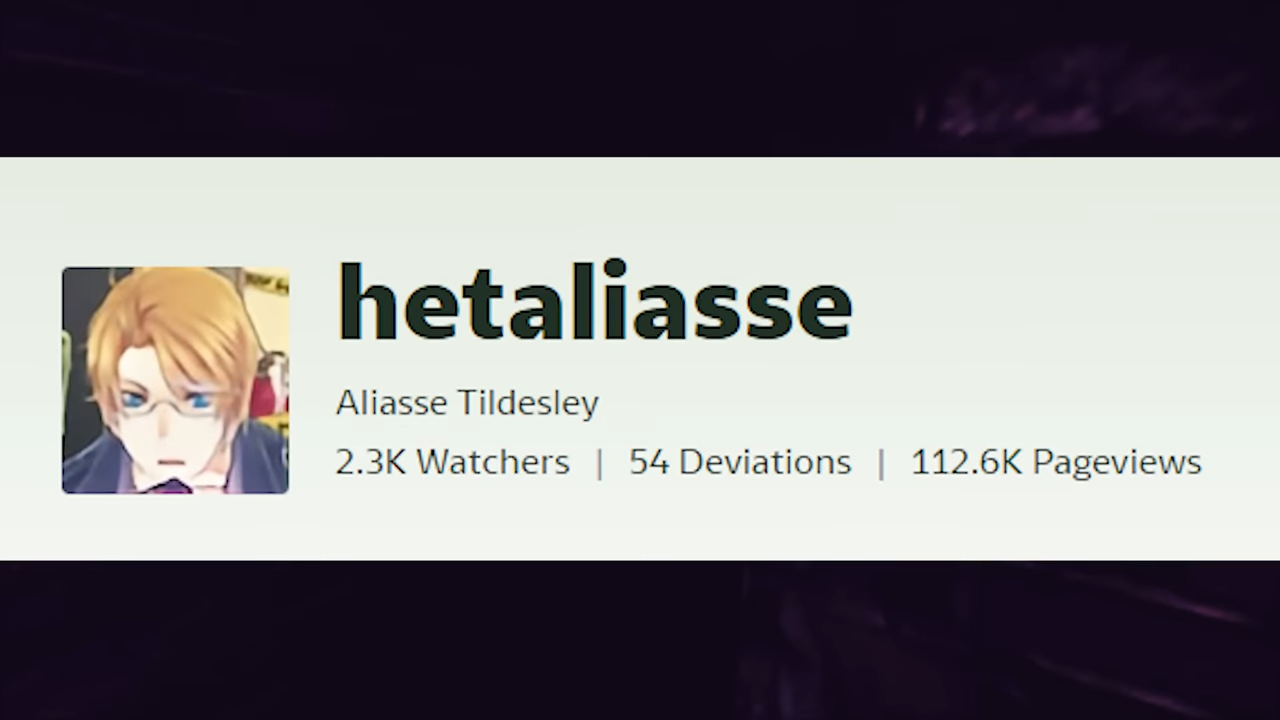 hetaliasse
Aliasse Tildesley
2.3K Watchers | 54 Deviations | 112.6K Pageviews